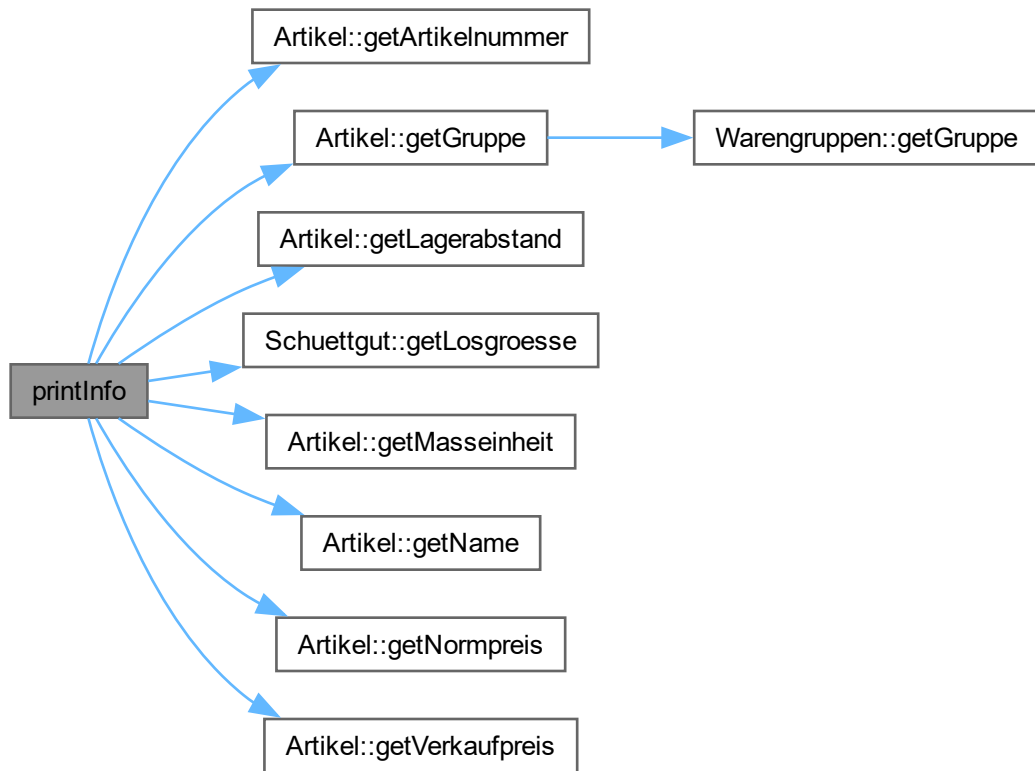 Artikel::getArtikelnummer
Artikel::getGruppe
Warengruppen::getGruppe
Artikel::getLagerabstand
Schuettgut::getLosgroesse
printInfo
Artikel::getMasseinheit
Artikel::getName
Artikel::getNormpreis
Artikel::getVerkaufpreis